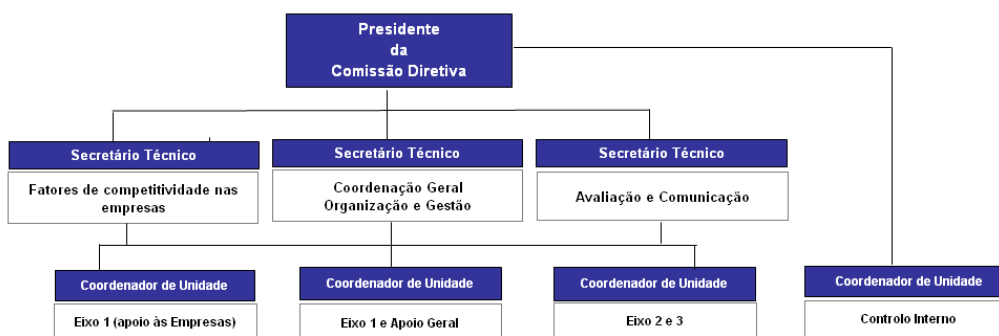 Presidente
da
Comissão Diretiva
Secretário Técnico
Fatores de competitividade nas
empresas
Secretário Técnico
Coordenação Geral
Organização e Gestão
Secretário Técnico
Avaliação e Comunicação
Coordenador de Unidade
Eixo 1 (apoio às Empresas)
Coordenador de Unidade
Eixo 1 e Apoio Geral
Coordenador de Unidade
Eixo 2 e 3
Coordenador de Unidade
Controlo Interno